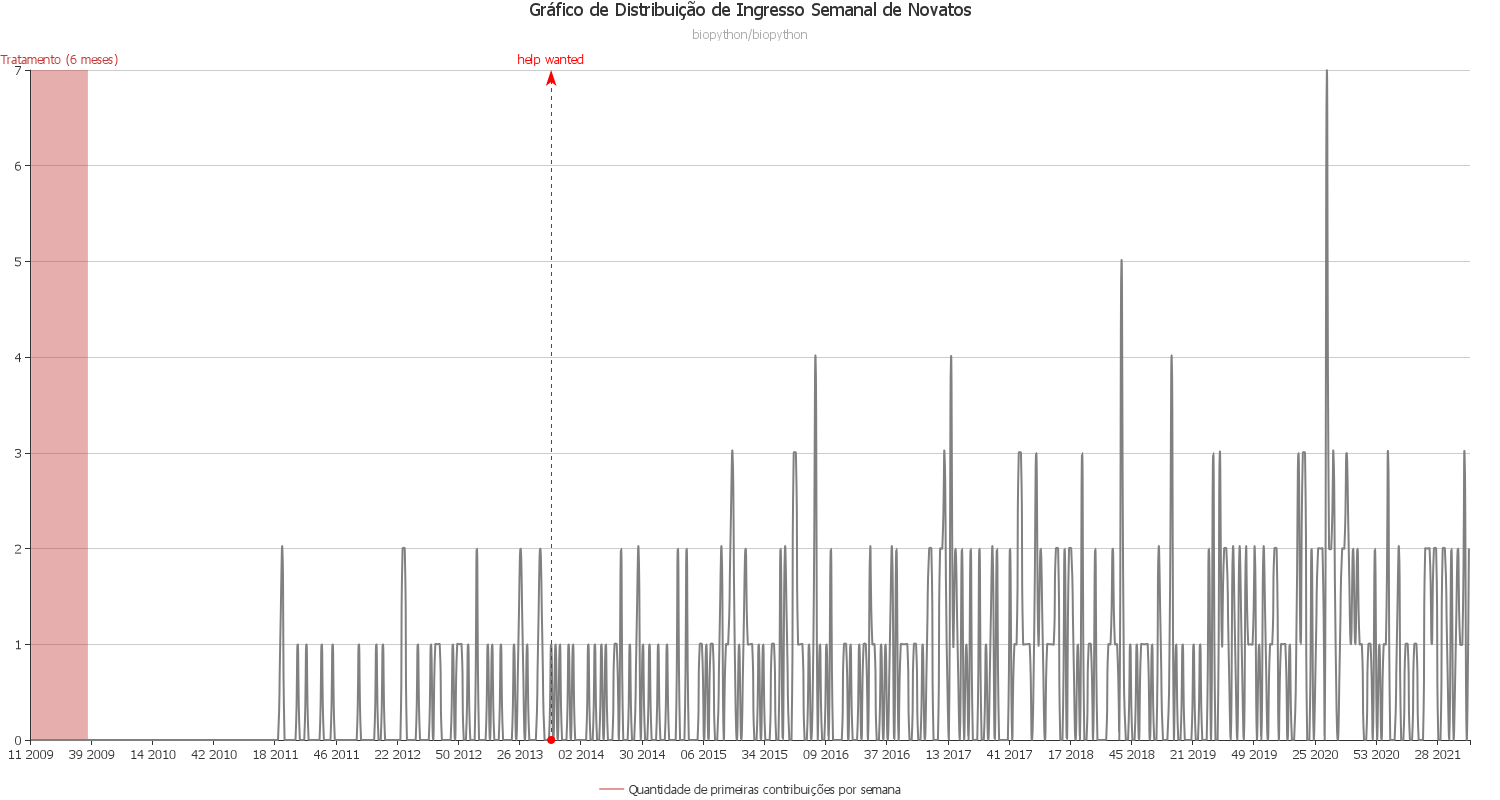 Gráfico de Distribuição de Ingresso Semanal de Novatos
biopython/biopython
Tratamento (6 meses)
help wanted
7
6
5
4
3
2
1
0
11 2009 39 2009 14 2010 42 2010 18 2011 46 2011 22 2012 50 2012 26 2013 02 2014 30 2014 06 2015 34 2015 09 2016 37 2016 13 2017 41 2017 17 2018 45 2018 21 2019 49 2019 25 2020 53 2020 28 2021
Quantidade de primeiras contribuições por semana